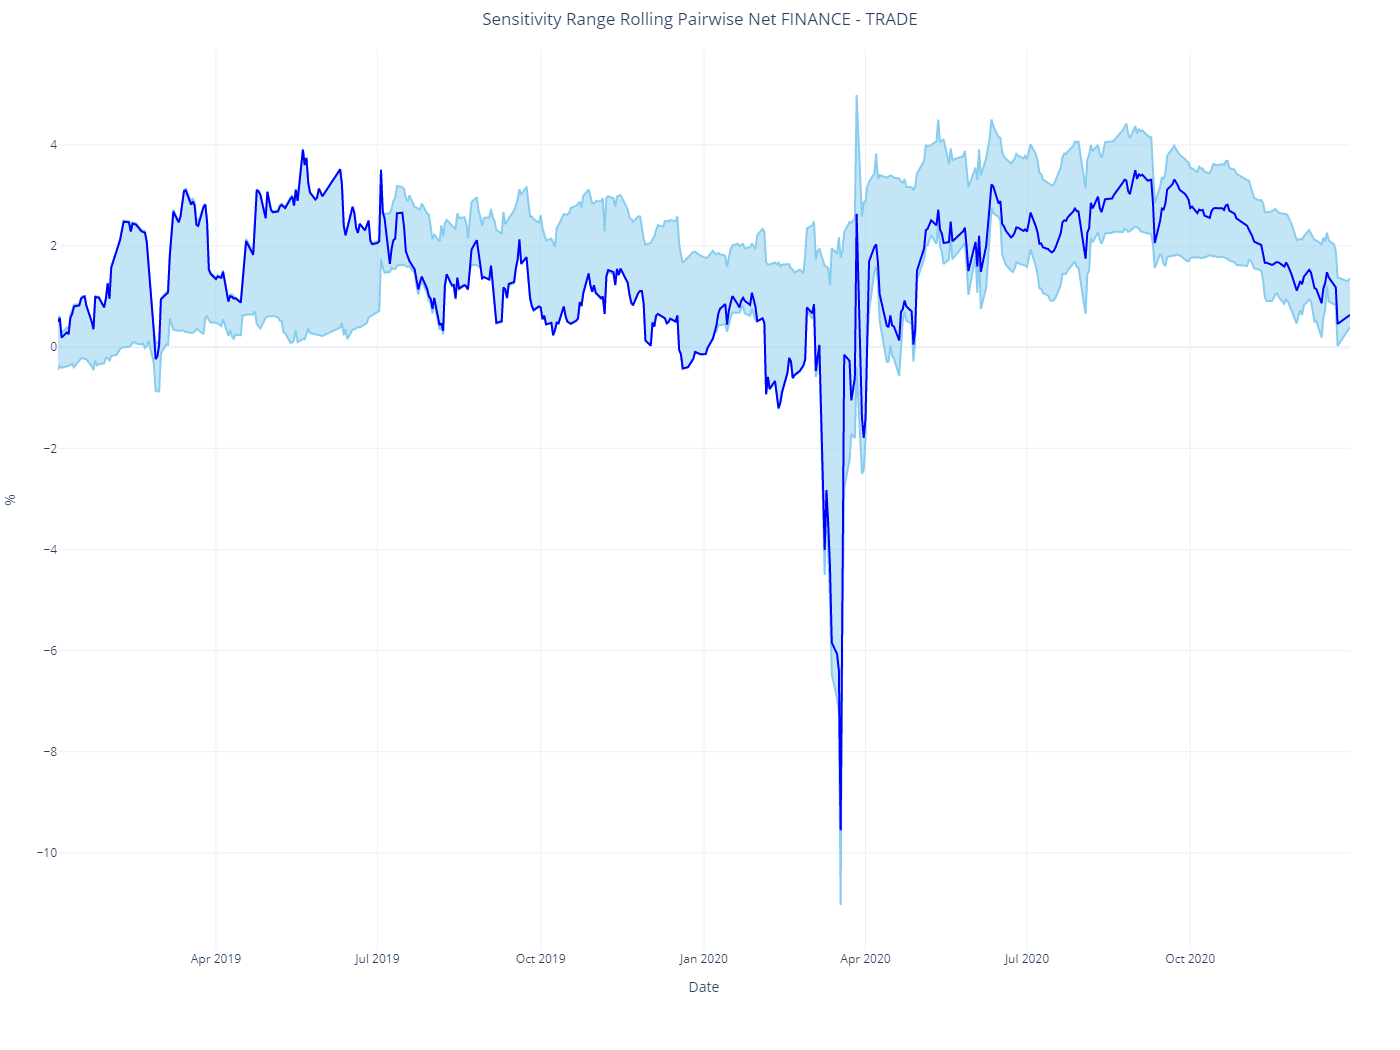 Sensitivity Range Rolling Pairwise Net FINANCE - TRADE
4
2
0
−2
−4
−6
−8
−10
%
Apr 2019
Jul 2019
Oct 2019
Jan 2020
Apr 2020
Jul 2020
Oct 2020
Date